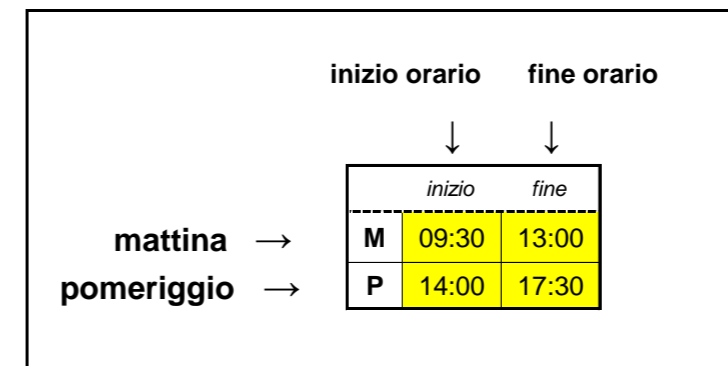 inizio orario fine orario
↓ ↓
inizio fine
mattina → M 09:30 13:00
pomeriggio → P 14:00 17:30